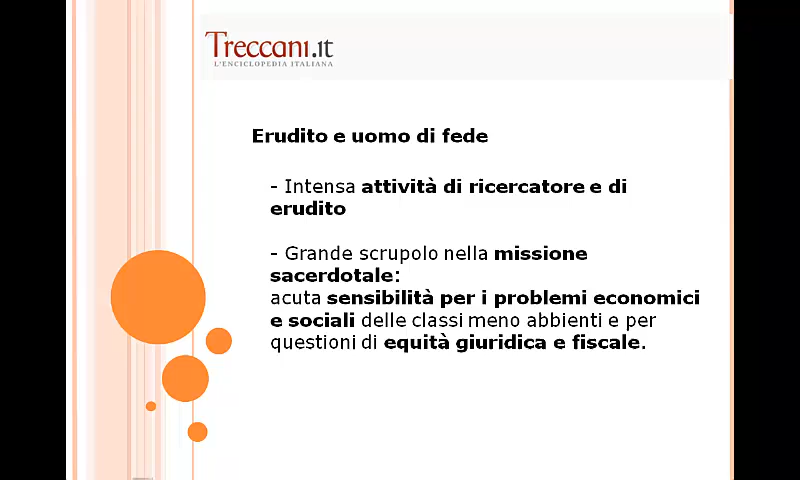 Treccani.it
L'ENCICLOPEDIA ITALIANA
Erudito e uomo di fede
- Intensa attività di ricercatore e di
erudito
- Grande scrupolo nella missione
sacerdotale:
acuta sensibilità per i problemi economici
e sociali delle classi meno abbienti e per
questioni di equità giuridica e fiscale.